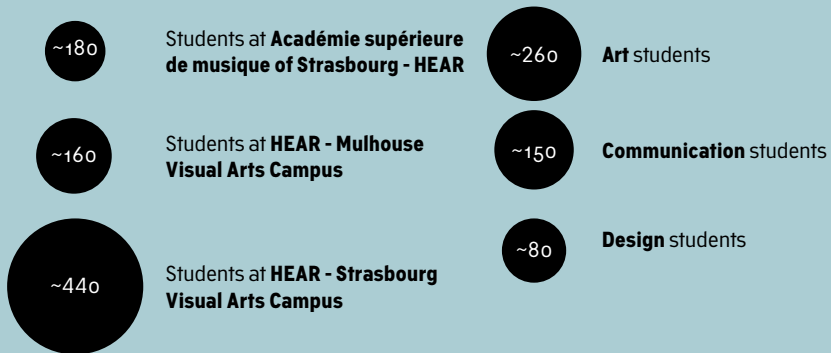 ~180
Students at Académie supérieure
de musique of Strasbourg - HEAR
~160
Students at HEAR - Mulhouse
Visual Arts Campus
~440
Students at HEAR - Strasbourg
Visual Arts Campus
~260
Art students
~150
Communication students
~80
Design students